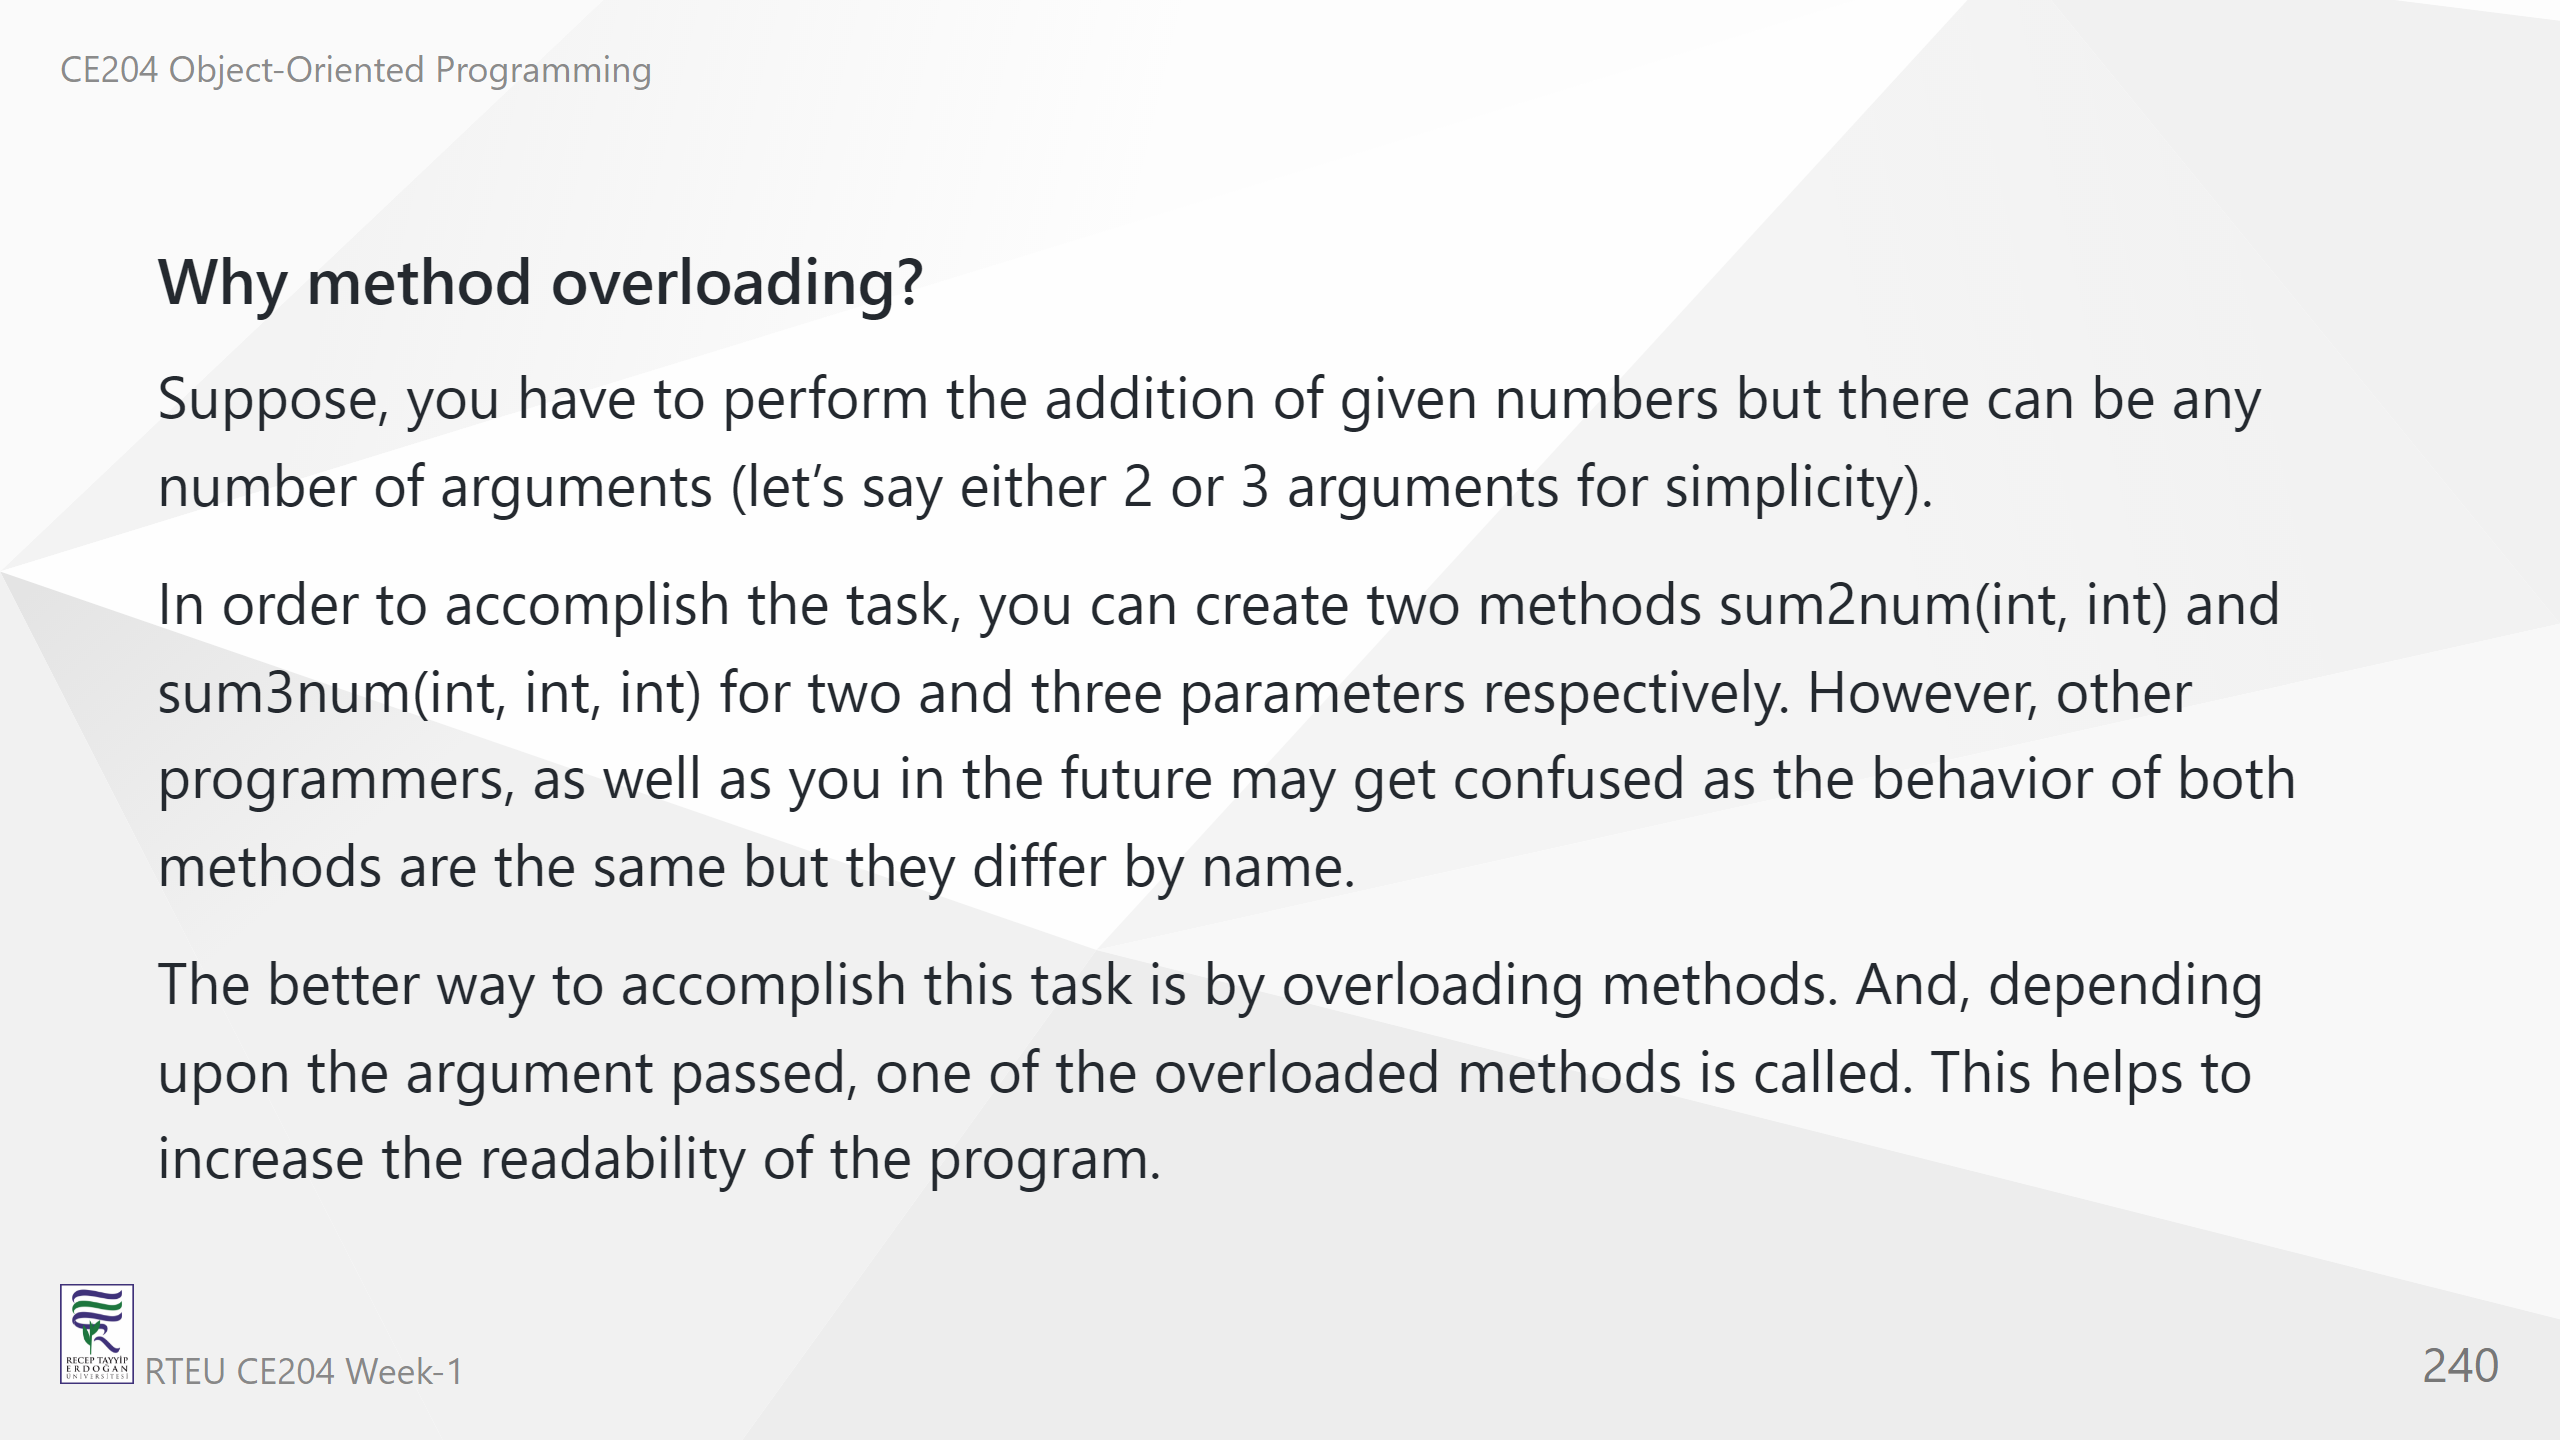 CE204 Object-Oriented Programming
Why method overloading?
Suppose, you have to perform the addition of given numbers but there can be any
number of arguments (let’s say either 2 or 3 arguments for simplicity).
In order to accomplish the task, you can create two methods sum2num(int, int) and
sum3num(int, int, int) for two and three parameters respectively. However, other
programmers, as well as you in the future may get confused as the behavior of both
methods are the same but they differ by name.
The better way to accomplish this task is by overloading methods. And, depending
upon the argument passed, one of the overloaded methods is called. This helps to
increase the readability of the program.
RECEP TAYYİP
ERDOĞAN
ÜNİVERSİTESİ
RTEU CE204 Week-1
240